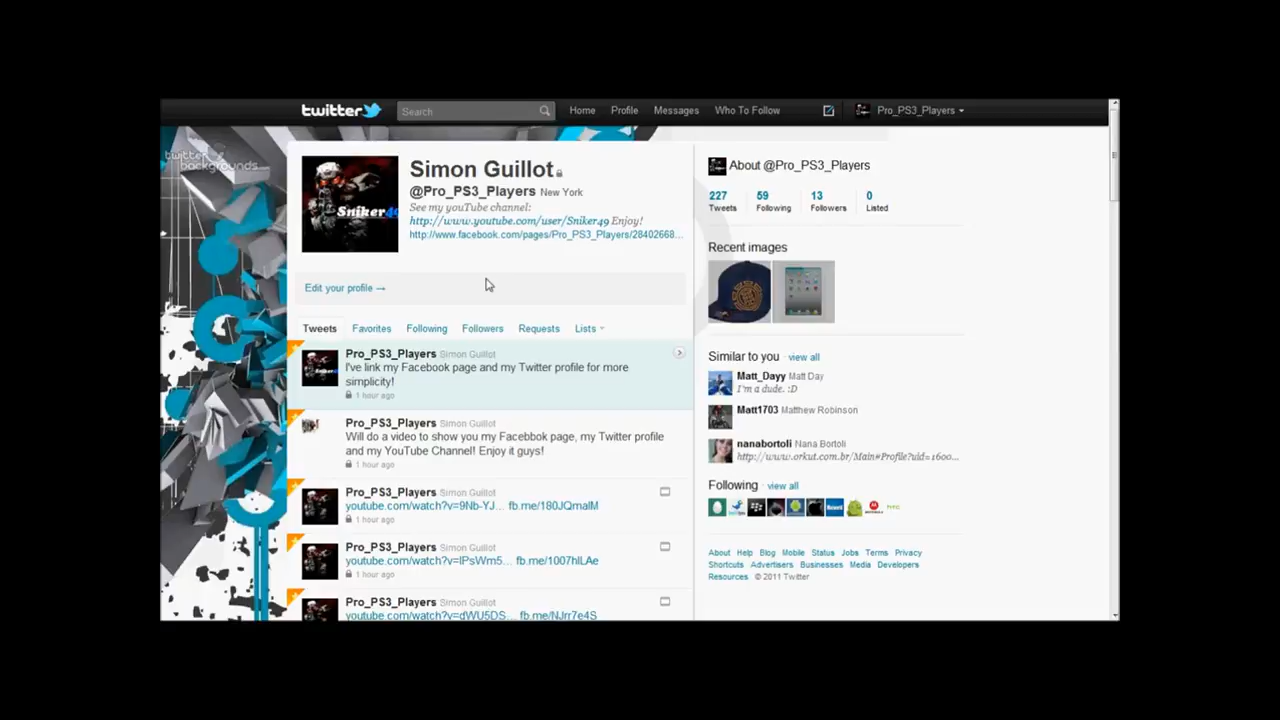 twitter
Search
Home Profile Messages Who To Follow
Pro_PS3_Players
twitter
backgrounds.com
Sniker49
Simon Guillot
@Pro_PS3_Players New York
See my youTube channel:
http://www.youtube.com/user/Sniker49 Enjoy!
http://www.facebook.com/pages/Pro_PS3_Players/28402668...
Edit your profile →
Tweets Favorites Following Followers Requests Lists
Pro_PS3_Players Simon Guillot
I've link my Facebook page and my Twitter profile for more
simplicity!
1 hour ago
Pro_PS3_Players Simon Guillot
Will do a video to show you my Facebbok page, my Twitter profile
and my YouTube Channel! Enjoy it guys!
1 hour ago
Pro_PS3_Players Simon Guillot
youtube.com/watch?v=9Nb-YJ... fb.me/180JQmalM
1 hour ago
Pro_PS3_Players Simon Guillot
youtube.com/watch?v=lPsWm5... fb.me/1007hlLAe
1 hour ago
Pro_PS3_Players Simon Guillot
youtube.com/watch?v=dWU5DS... fb.me/NJrr7e4S
About @Pro_PS3_Players
227 59 13 0
Tweets Following Followers Listed
Recent images
Similar to you · view all
Matt_Dayy Matt Day
I'm a dude. :D
Matt1703 Matthew Robinson
nanabortoli Nana Bortoli
http://www.orkut.com.br/Main#Profile?uid=1600...
Following · view all
About Help Blog Mobile Status Jobs Terms Privacy
Shortcuts Advertisers Businesses Media Developers
Resources © 2011 Twitter